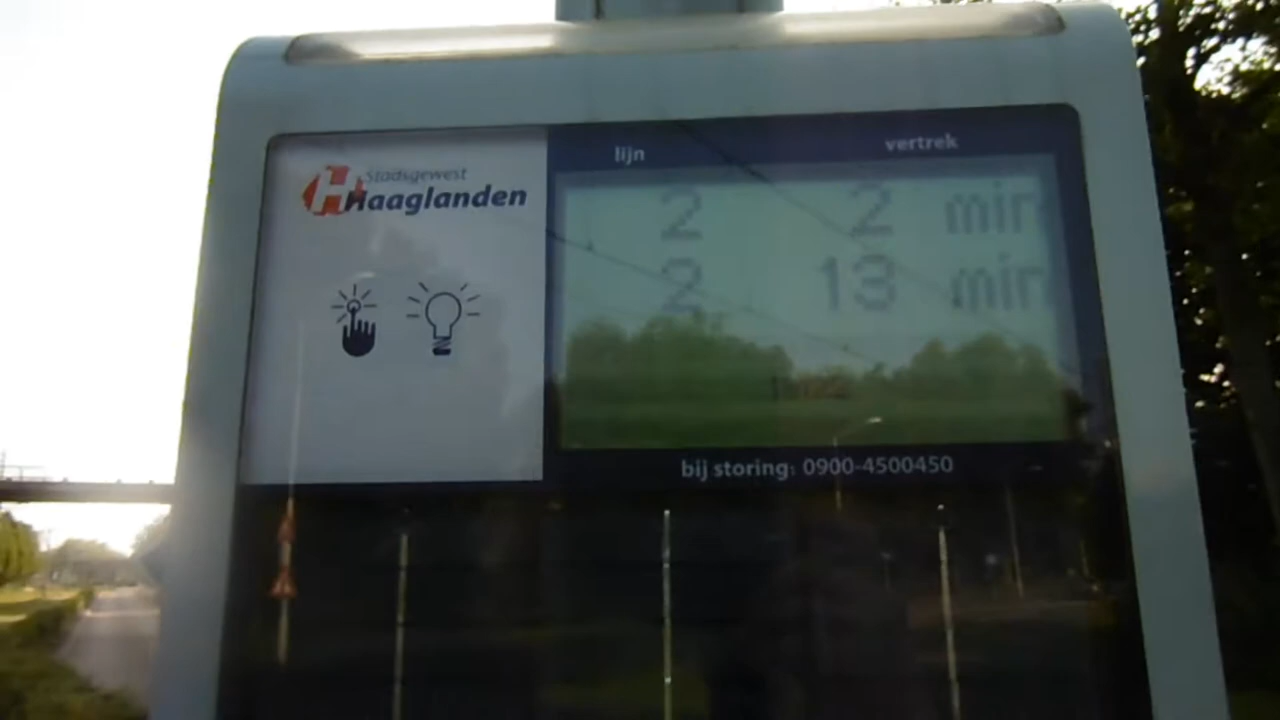 Stadsgewest
Haaglanden
lijn vertrek
2 2 min
2 13 min
bij storing: 0900-4500450